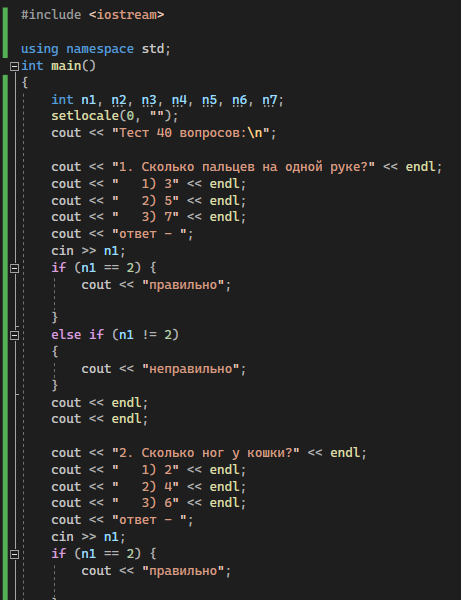 #include <iostream>
using namespace std;
int main()
{
int n1, n2, n3, n4, n5, n6, n7;
setlocale(0, "");
cout << "Тест 40 вопросов:\n";
cout << "1. Сколько пальцев на одной руке?" << endl;
cout << "   1) 3" << endl;
cout << "   2) 5" << endl;
cout << "   3) 7" << endl;
cout << "ответ - ";
cin >> n1;
if (n1 == 2) {
cout << "правильно";
}
else if (n1 != 2)
{
cout << "неправильно";
}
cout << endl;
cout << endl;
cout << "2. Сколько ног у кошки?" << endl;
cout << "   1) 2" << endl;
cout << "   2) 4" << endl;
cout << "   3) 6" << endl;
cout << "ответ - ";
cin >> n1;
if (n1 == 2) {
cout << "правильно";
}